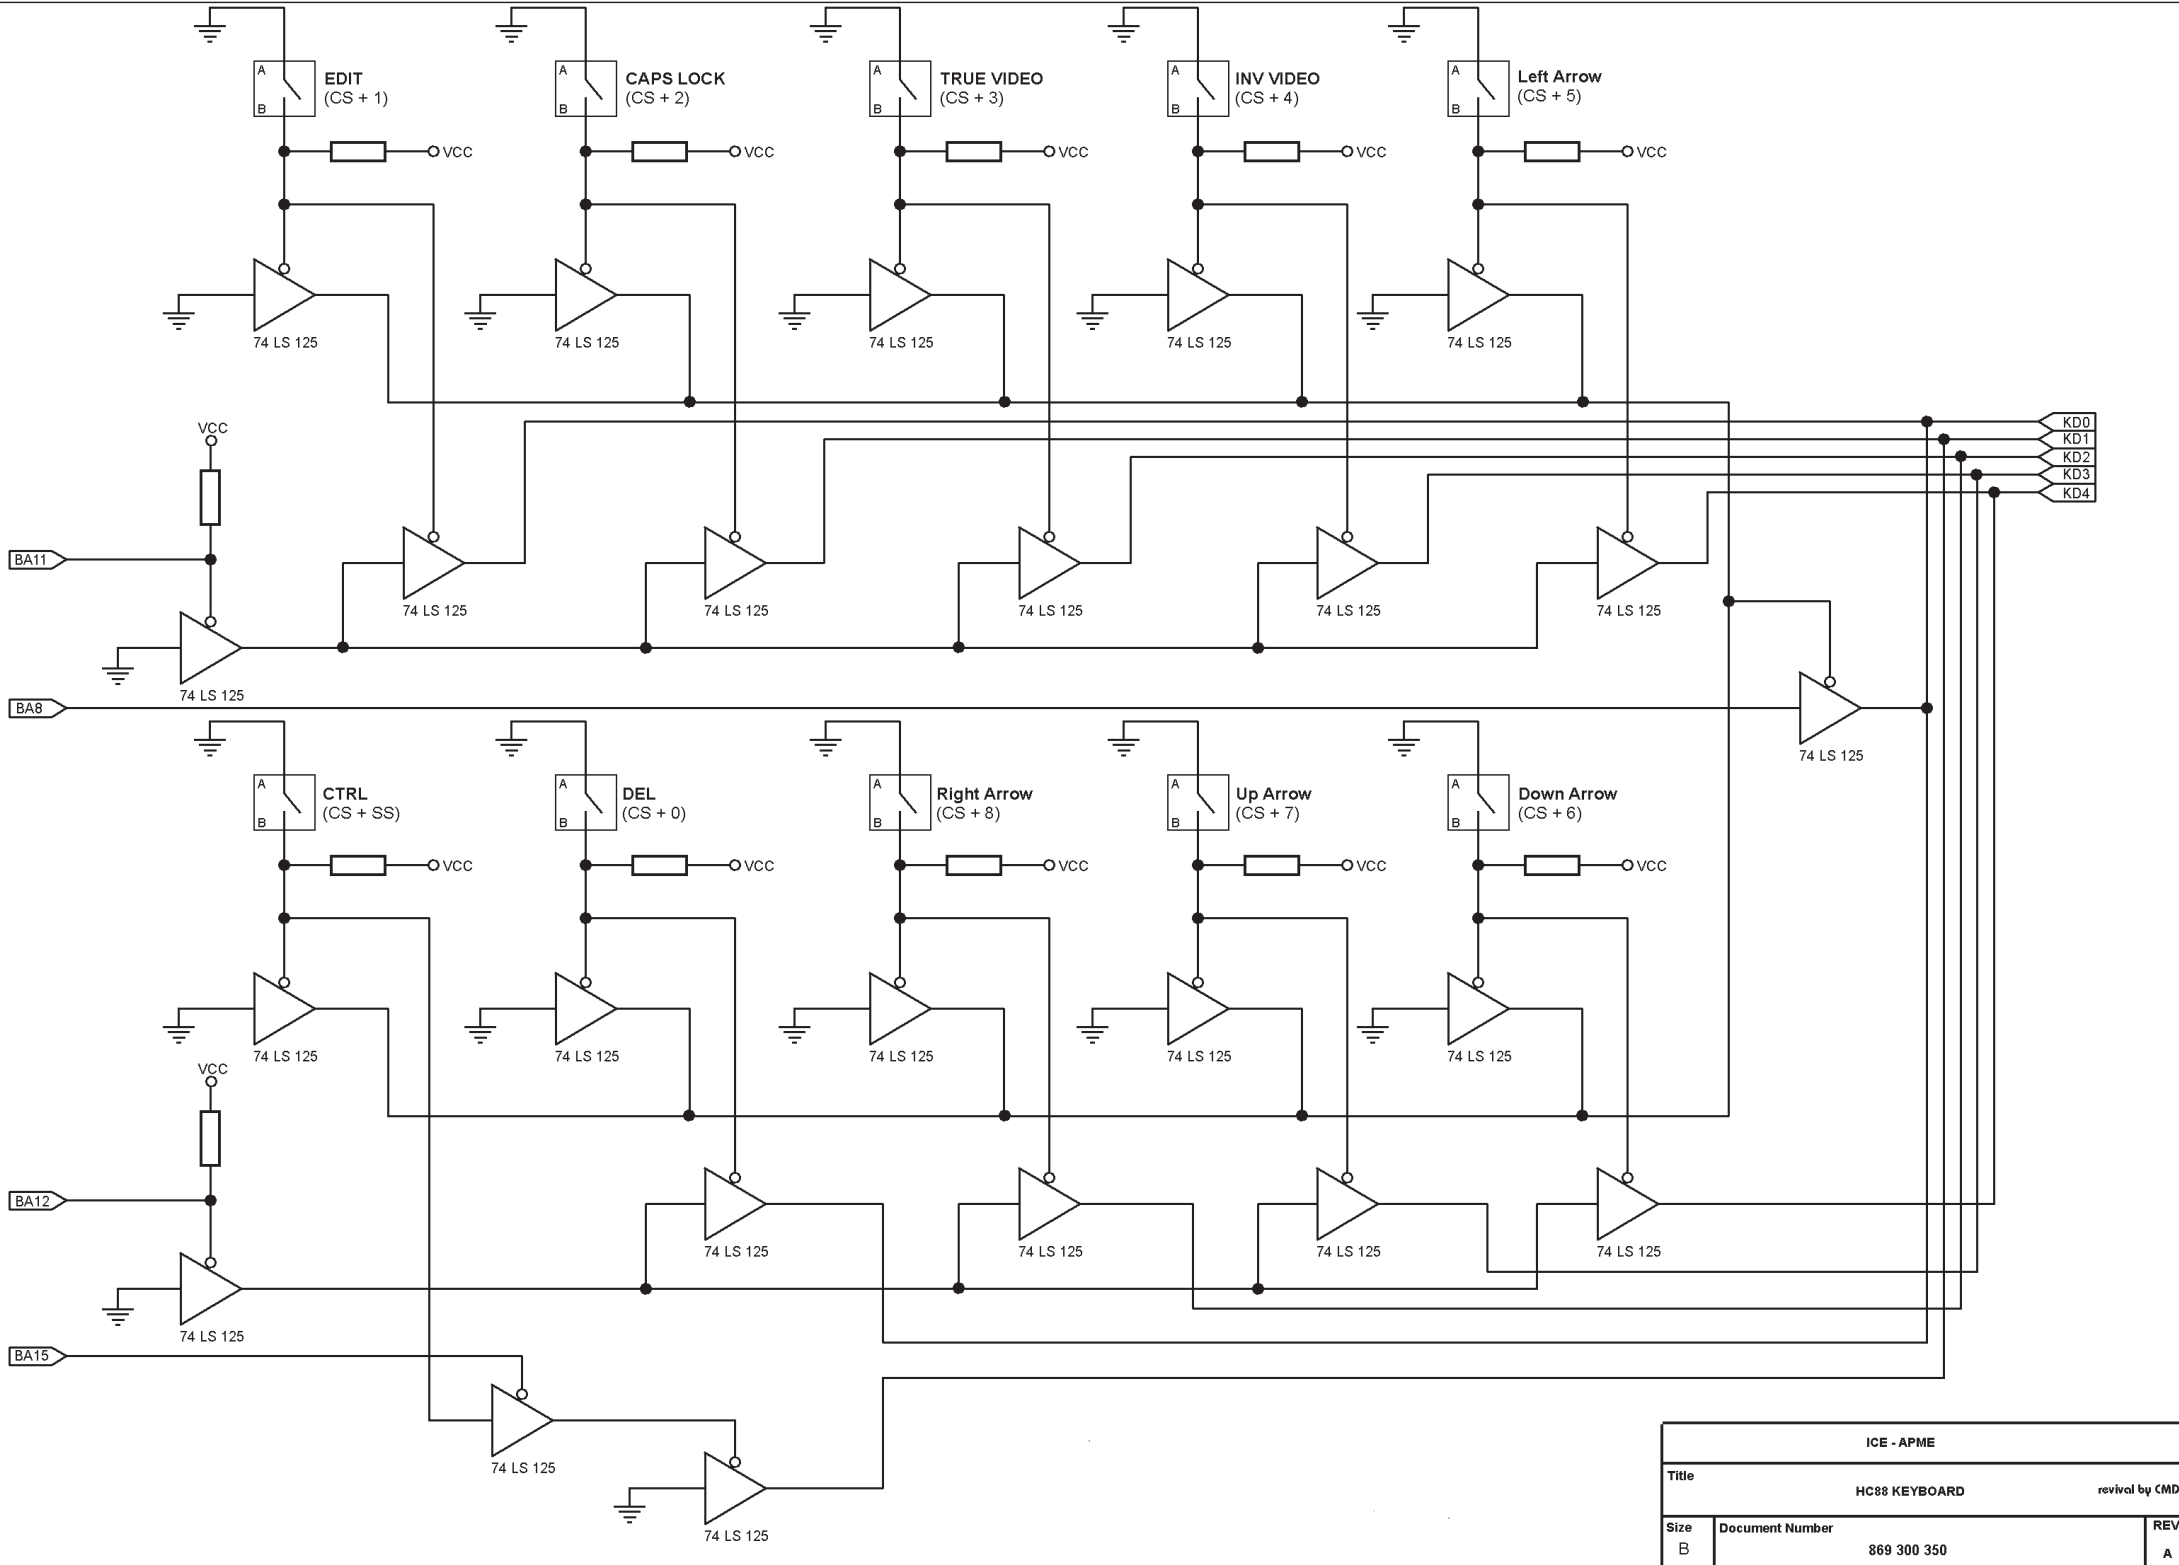 A
B
EDIT
(CS + 1)
A
B
CAPS LOCK
(CS + 2)
A
B
TRUE VIDEO
(CS + 3)
A
B
INV VIDEO
(CS + 4)
A
B
Left Arrow
(CS + 5)
VCC
VCC
VCC
VCC
VCC
74 LS 125
74 LS 125
74 LS 125
74 LS 125
74 LS 125
KD0
KD1
KD2
KD3
KD4
VCC
BA11
74 LS 125
74 LS 125
74 LS 125
74 LS 125
74 LS 125
74 LS 125
BA8
74 LS 125
A
B
CTRL
(CS + SS)
A
B
DEL
(CS + 0)
A
B
Right Arrow
(CS + 8)
A
B
Up Arrow
(CS + 7)
A
B
Down Arrow
(CS + 6)
VCC
VCC
VCC
VCC
VCC
74 LS 125
74 LS 125
74 LS 125
74 LS 125
74 LS 125
VCC
BA12
74 LS 125
74 LS 125
74 LS 125
74 LS 125
74 LS 125
BA15
74 LS 125
74 LS 125
ICE - APME
Title
HC88 KEYBOARD
revival by CMD
Size
B
Document Number
869 300 350
REV
A